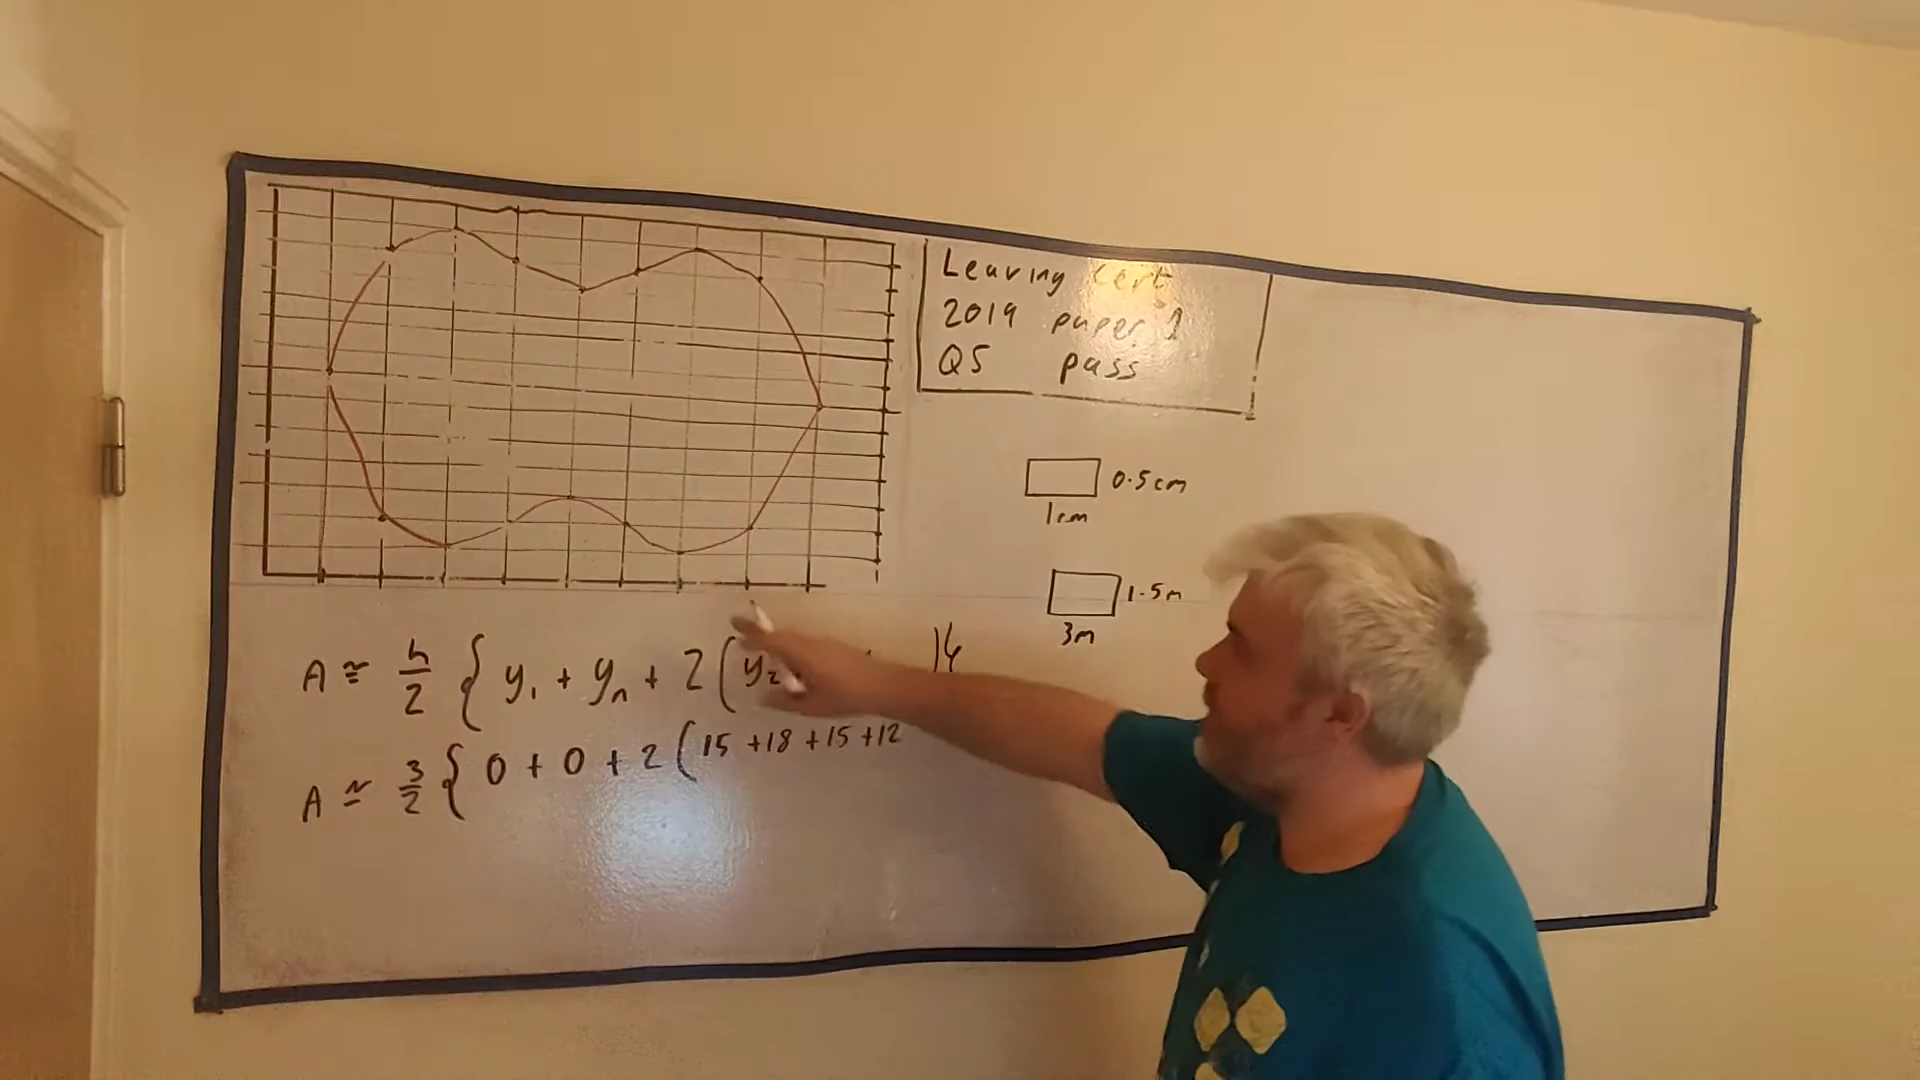 Leaving Cert
2019 paper 1
Q5 pass
0.5cm
1cm
1.5m
3m
A ≅ h/2 { y₁ + yₙ + 2 ( y₂
A ≅ 3/2 { 0 + 0 + 2 ( 15 + 18 + 15 + 12